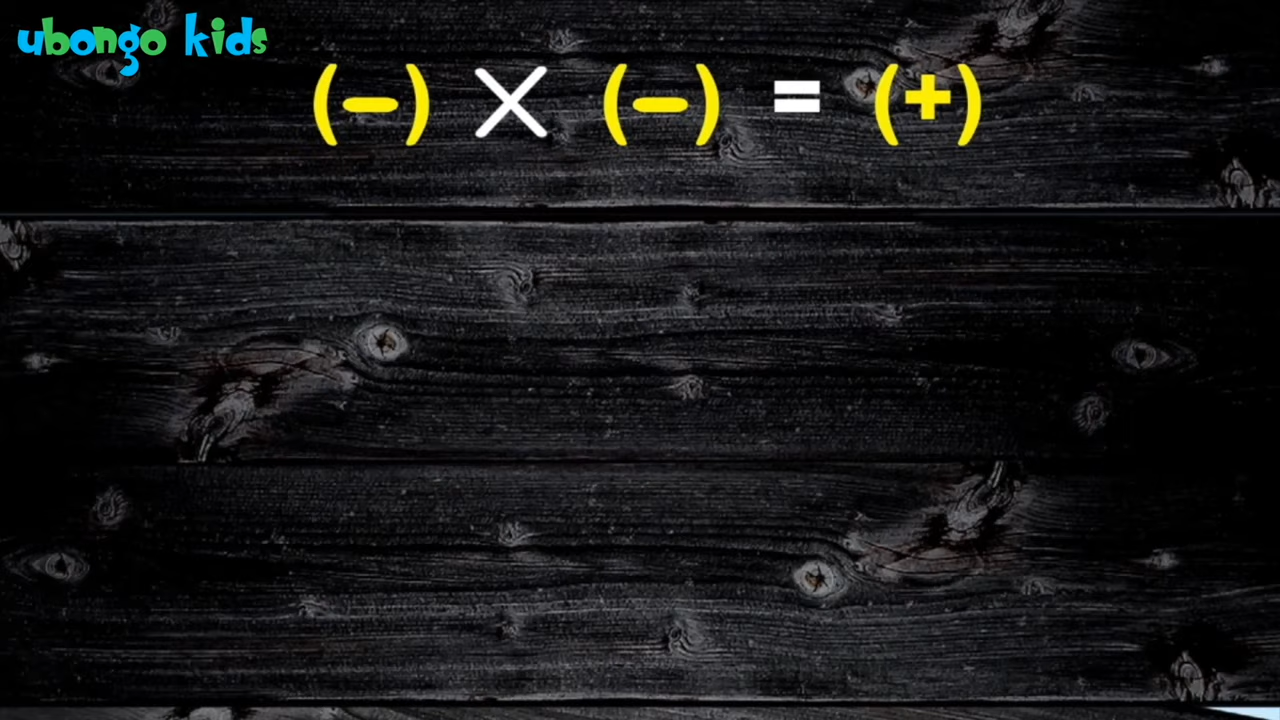 ubongo kids
(-) × (-) = (+)